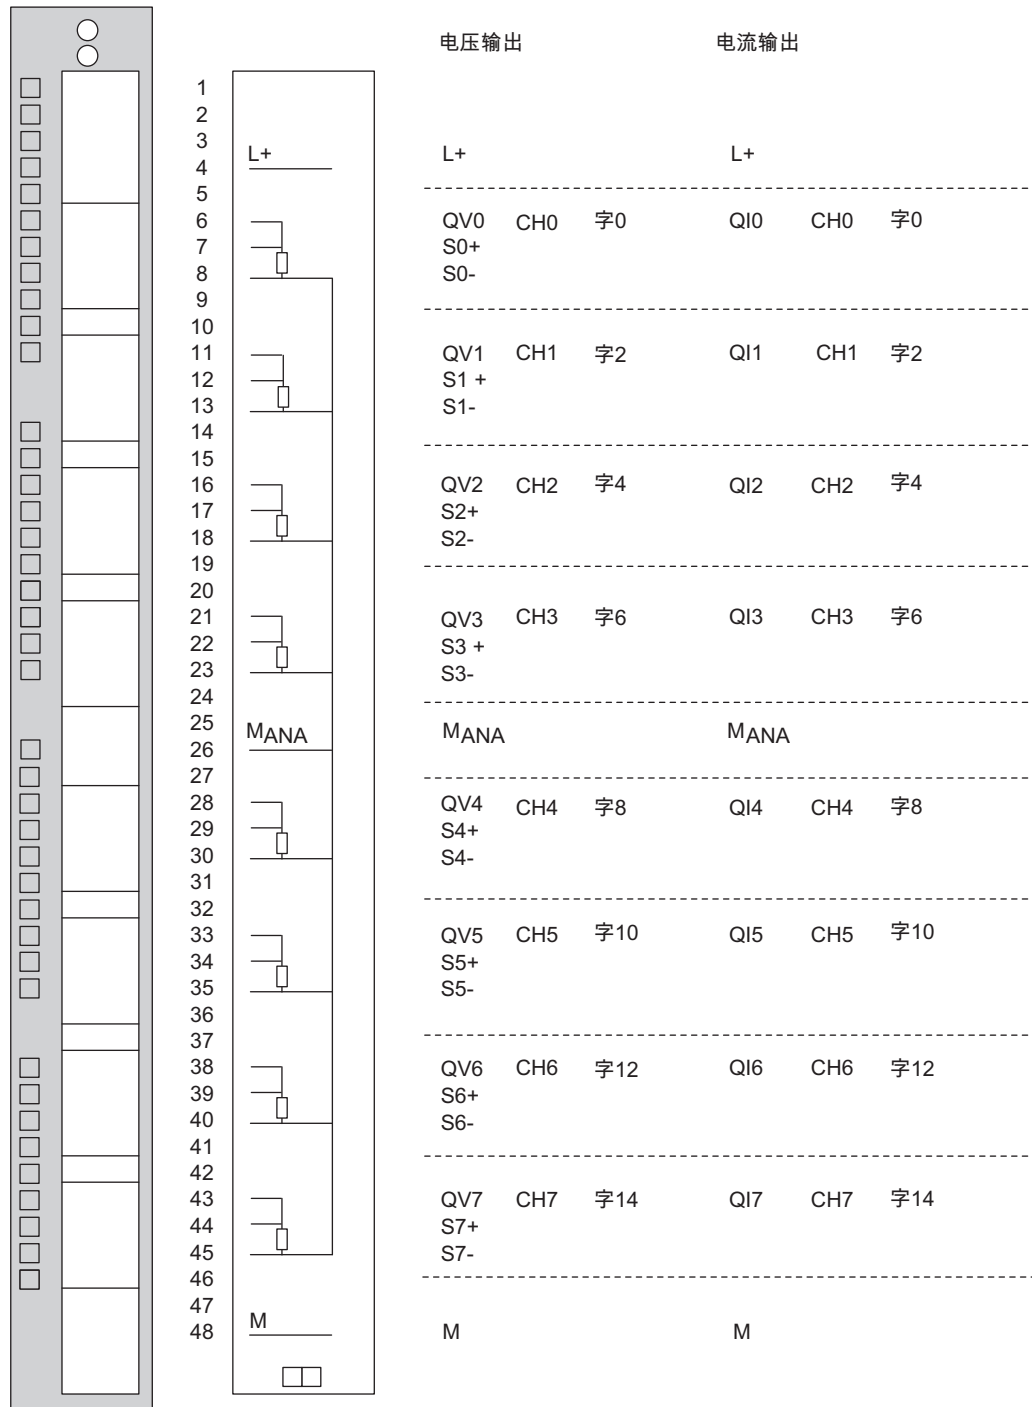 电压输出 电流输出
1
2
3
L+ L+ L+
4
5
6 QV0 CH0 字0 QI0 CH0 字0
7 S0+
8 S0-
9
10
11 QV1 CH1 字2 QI1 CH1 字2
12 S1 +
13 S1-
14
15
16 QV2 CH2 字4 QI2 CH2 字4
17 S2+
18 S2-
19
20
21 QV3 CH3 字6 QI3 CH3 字6
22 S3 +
23 S3-
24
25
MANA MANA MANA
26
27
28 QV4 CH4 字8 QI4 CH4 字8
29 S4+
30 S4-
31
32
33 QV5 CH5 字10 QI5 CH5 字10
34 S5+
35 S5-
36
37
38 QV6 CH6 字12 QI6 CH6 字12
39 S6+
40 S6-
41
42
43 QV7 CH7 字14 QI7 CH7 字14
44 S7+
45 S7-
46
47
48 M M M